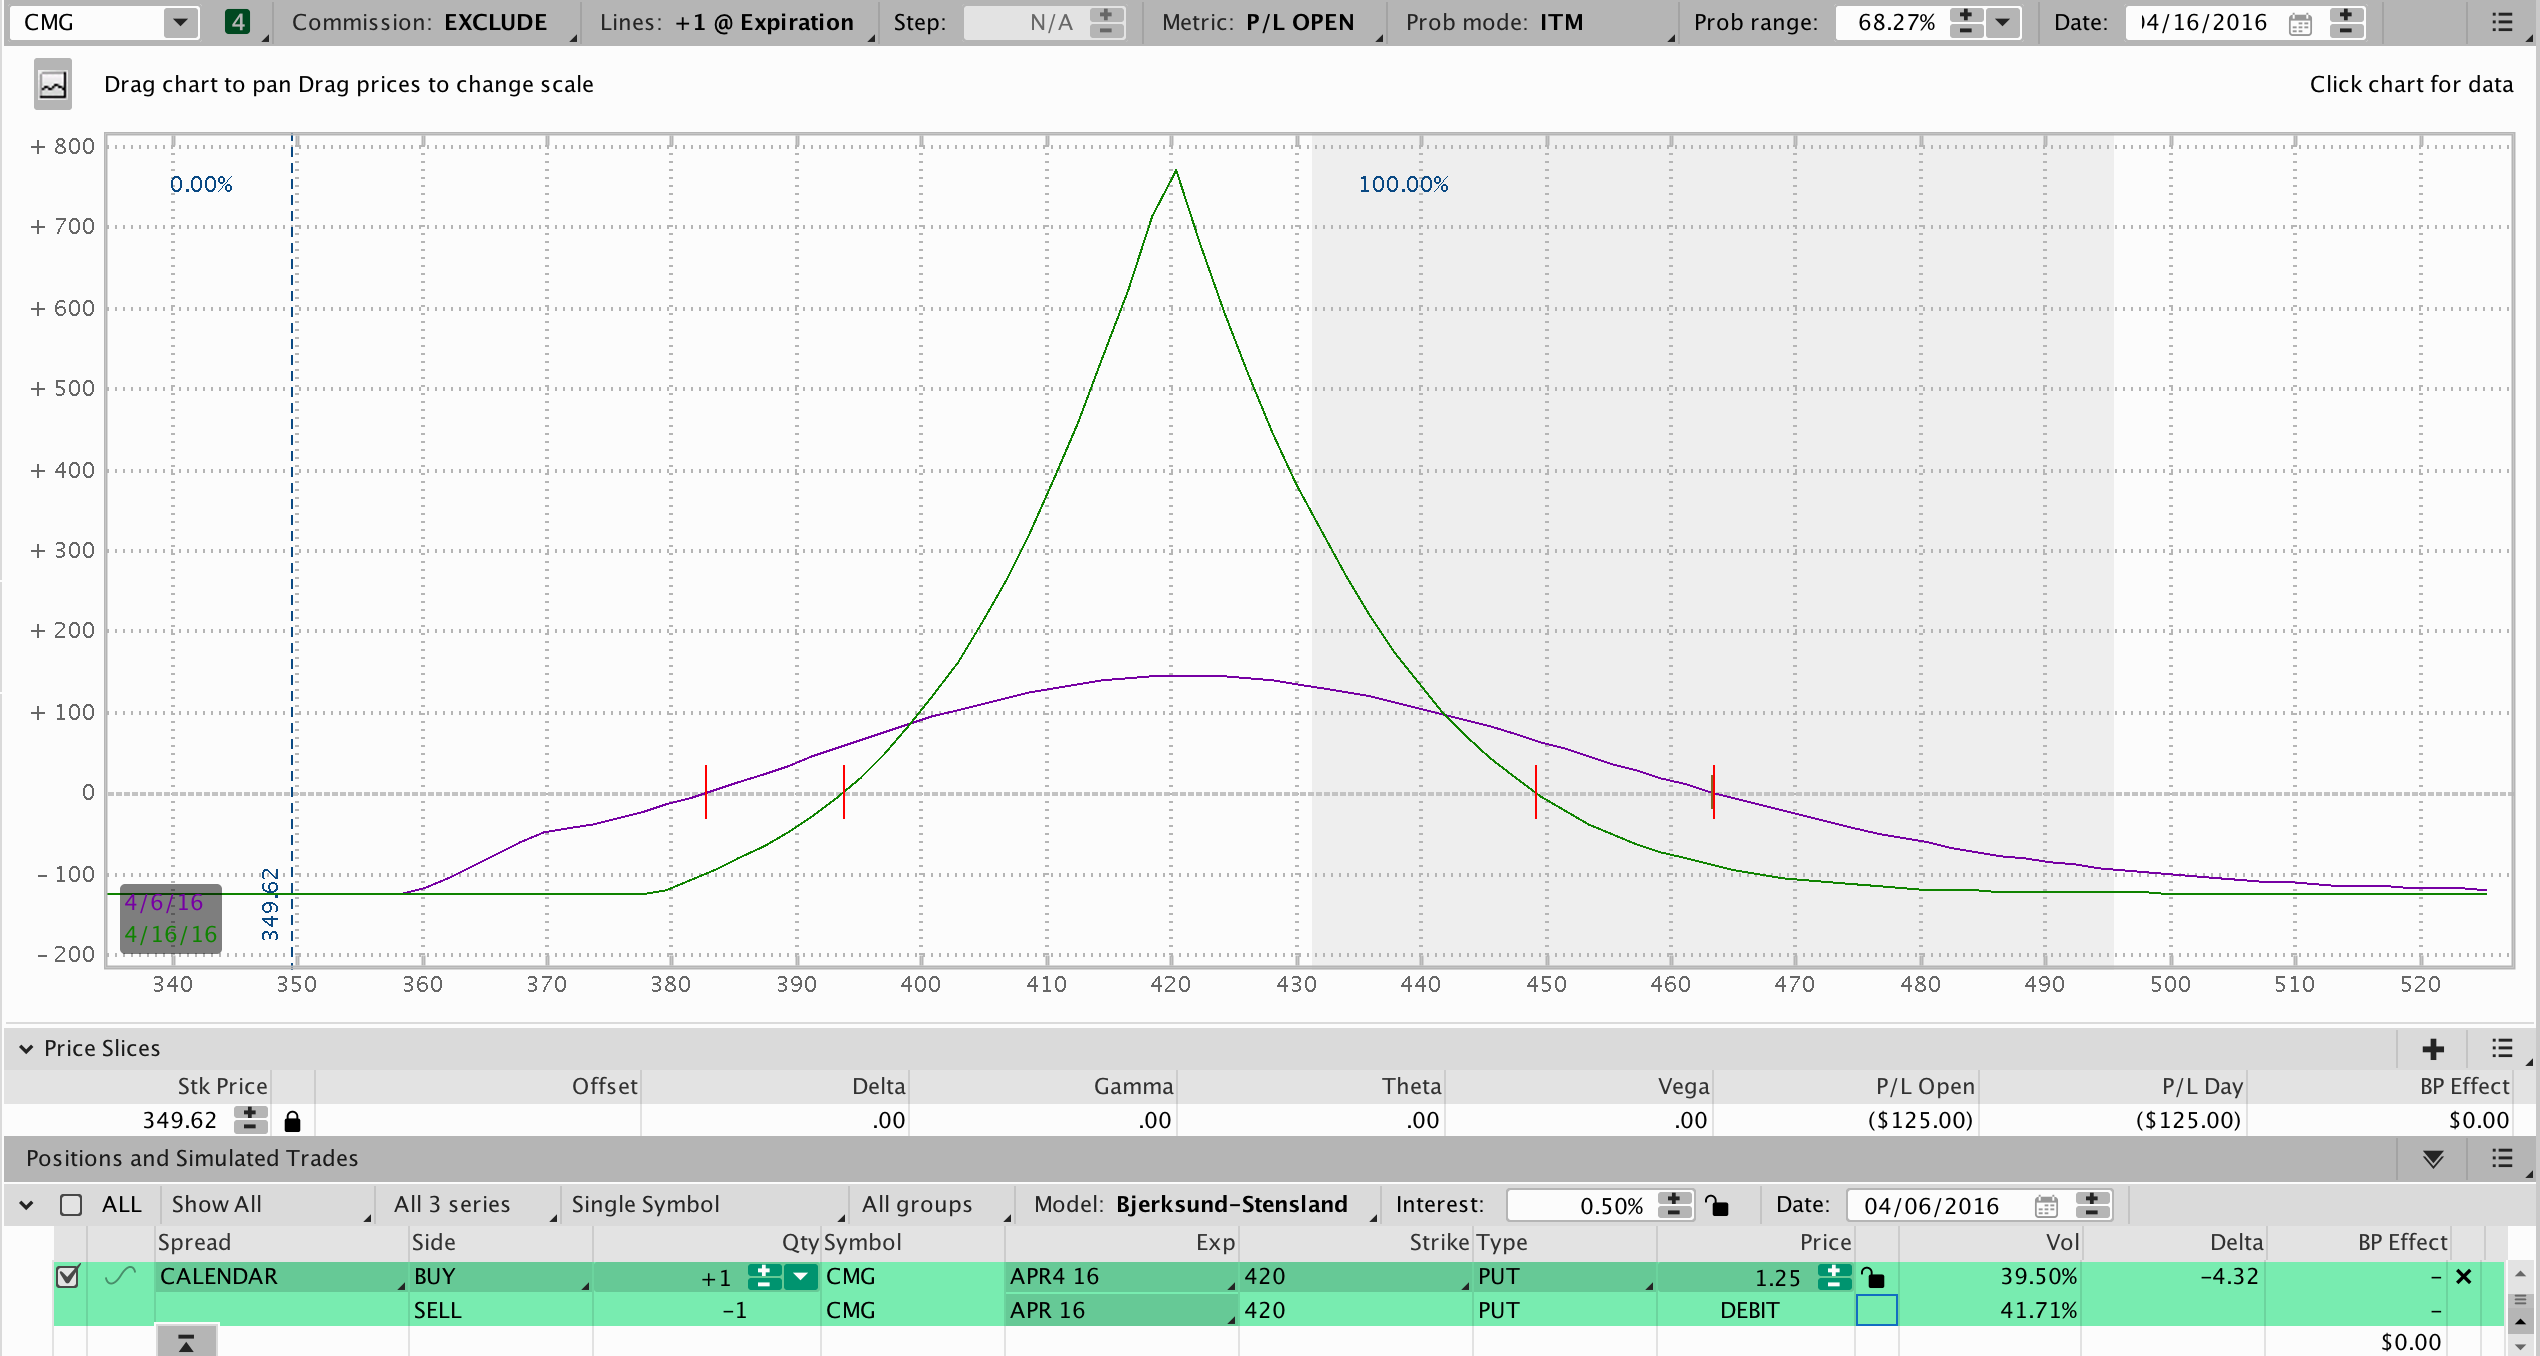 CMG 4 Commission: EXCLUDE Lines: +1 @ Expiration Step: N/A Metric: P/L OPEN Prob mode: ITM Prob range: 68.27% Date: 04/16/2016
Drag chart to pan Drag prices to change scale Click chart for data
+ 800
0.00% 100.00%
+ 700
+ 600
+ 500
+ 400
+ 300
+ 200
+ 100
0
- 100
349.62
4/6/16
4/16/16
- 200
340 350 360 370 380 390 400 410 420 430 440 450 460 470 480 490 500 510 520
Price Slices
Stk Price Offset Delta Gamma Theta Vega P/L Open P/L Day BP Effect
349.62 .00 .00 .00 .00 ($125.00) ($125.00) $0.00
Positions and Simulated Trades
ALL Show All All 3 series Single Symbol All groups Model: Bjerksund-Stensland Interest: 0.50% Date: 04/06/2016
Spread Side Qty Symbol Exp Strike Type Price Vol Delta BP Effect
CALENDAR BUY +1 CMG APR4 16 420 PUT 1.25 39.50% -4.32 -
SELL -1 CMG APR 16 420 PUT DEBIT 41.71% -
$0.00